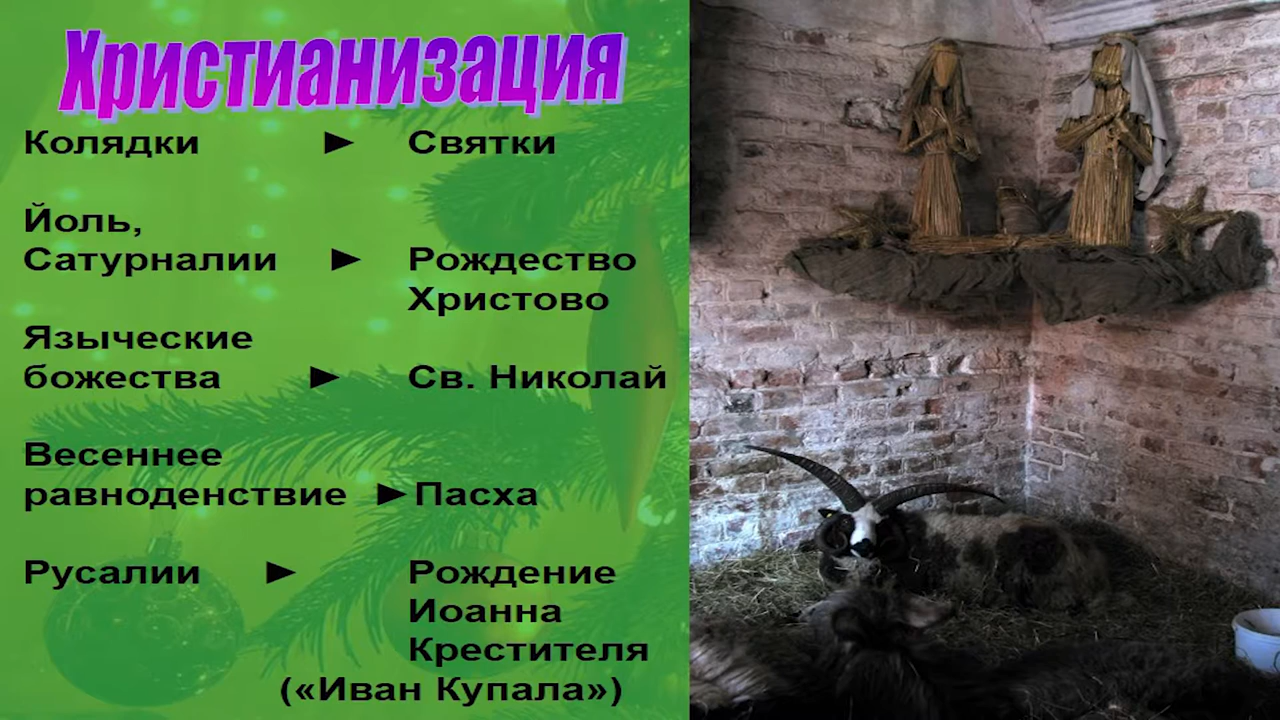 Христианизация
Колядки ► Святки
Йоль,
Сатурналии ► Рождество
Христово
Языческие
божества ► Св. Николай
Весеннее
равноденствие ► Пасха
Русалии ► Рождение
Иоанна
Крестителя
(«Иван Купала»)